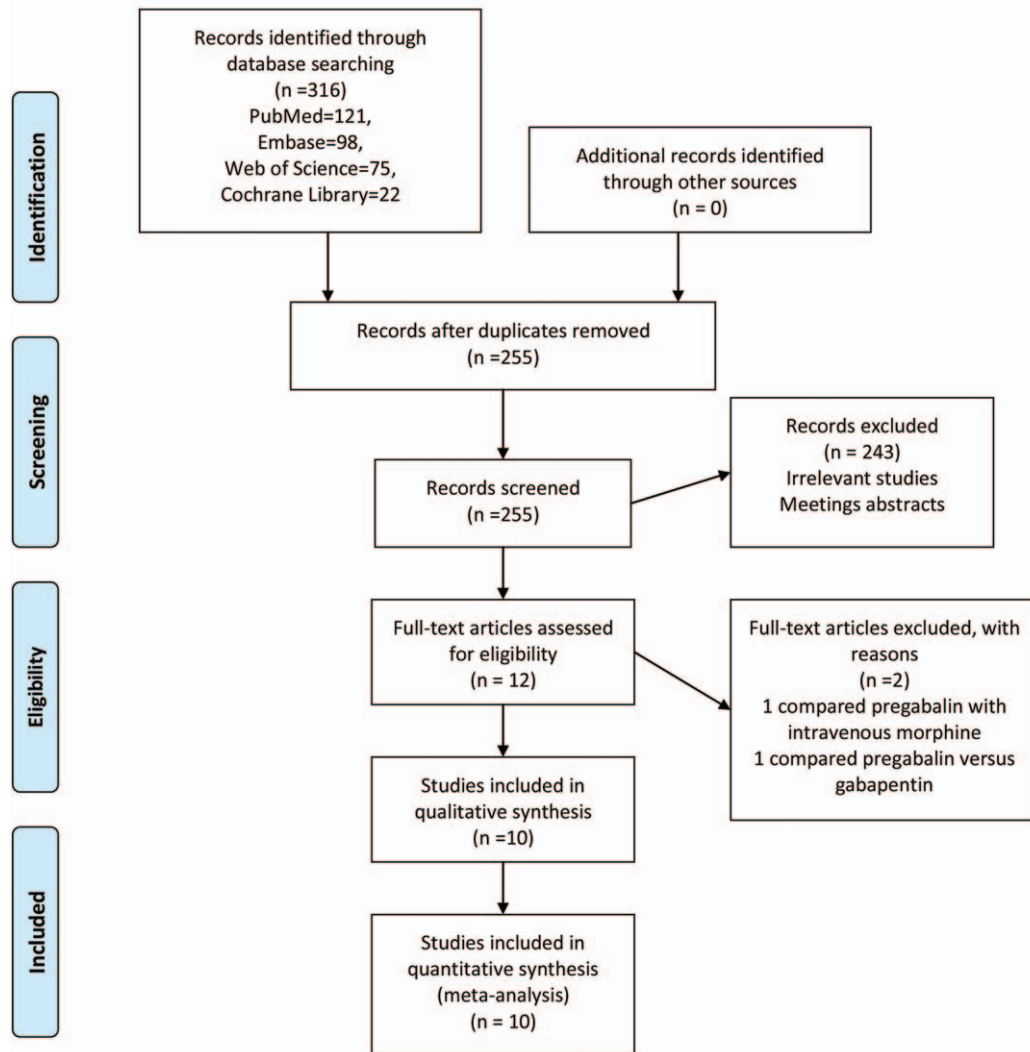 Identification
Records identified through
database searching
(n =316)
PubMed=121,
Embase=98,
Web of Science=75,
Cochrane Library=22
Additional records identified
through other sources
(n = 0)
Records after duplicates removed
(n =255)
Screening
Records screened
(n =255)
Records excluded
(n = 243)
Irrelevant studies
Meetings abstracts
Eligibility
Full-text articles assessed
for eligibility
(n = 12)
Full-text articles excluded, with
reasons
(n =2)
1 compared pregabalin with
intravenous morphine
1 compared pregabalin versus
gabapentin
Studies included in
qualitative synthesis
(n =10)
Included
Studies included in
quantitative synthesis
(meta-analysis)
(n = 10)